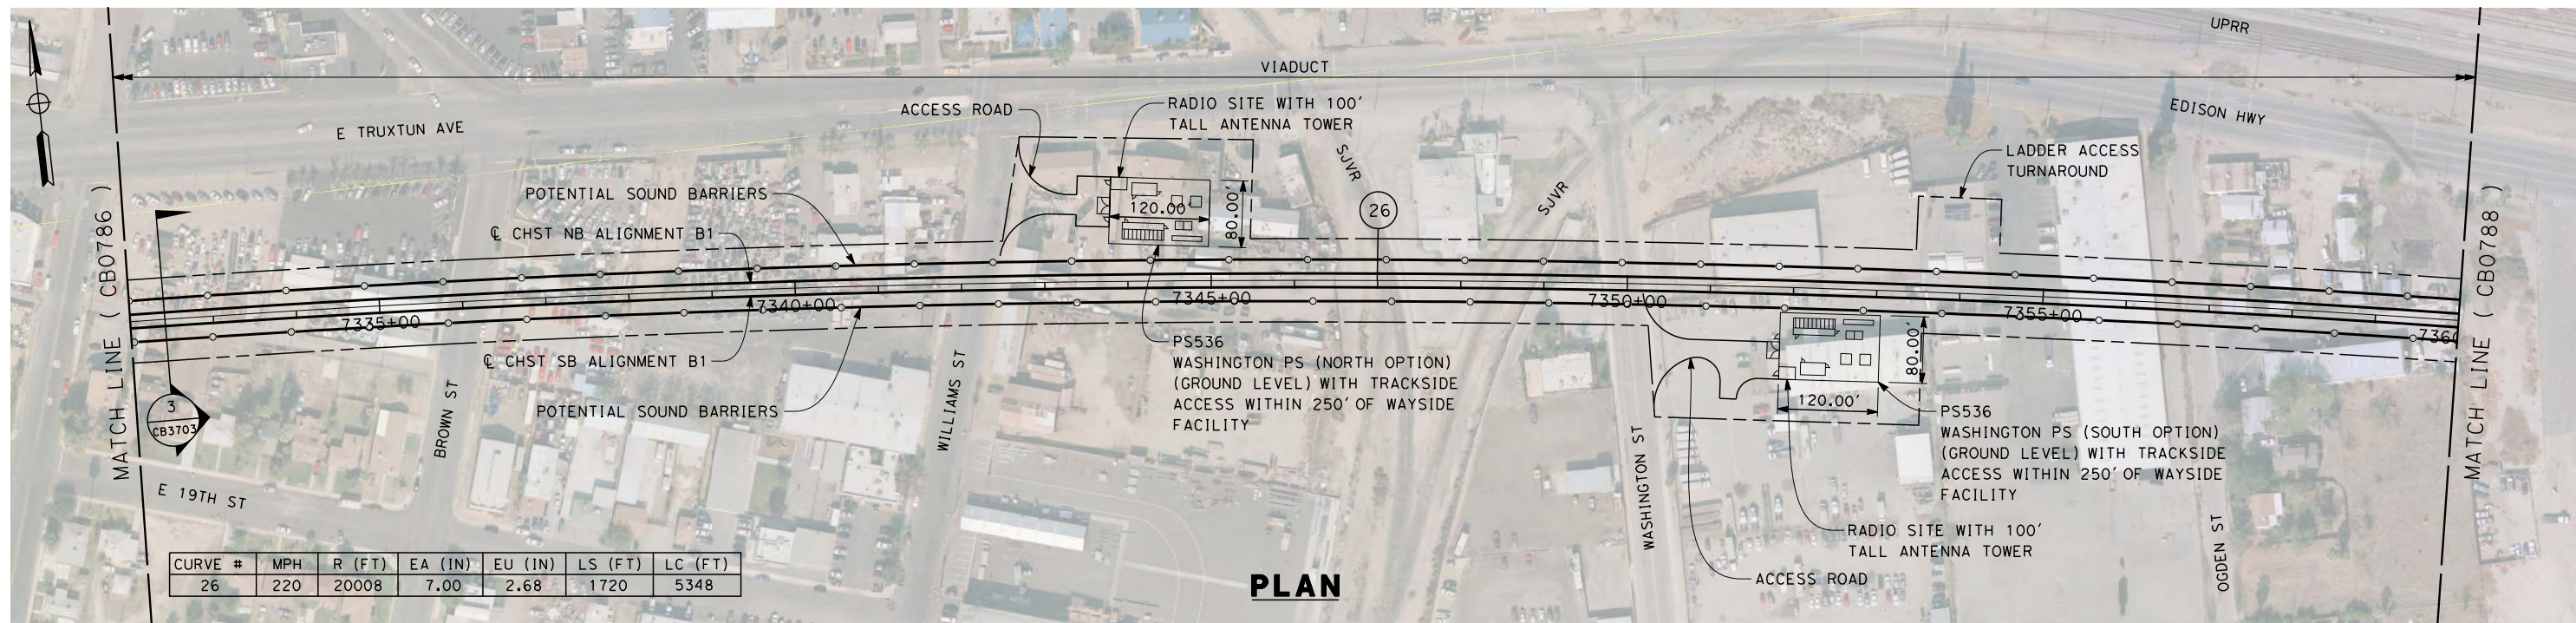 UPRR
VIADUCT
E TRUXTUN AVE
ACCESS ROAD
RADIO SITE WITH 100'
TALL ANTENNA TOWER
SJVR
EDISON HWY
LADDER ACCESS
TURNAROUND
MATCH LINE ( CB0786 )
POTENTIAL SOUND BARRIERS
℄ CHST NB ALIGNMENT B1
120.00'
80.00'
26
SJVR
MATCH LINE ( CB0788 )
7335+00
7340+00
7345+00
7350+00
7355+00
7360
℄ CHST SB ALIGNMENT B1
POTENTIAL SOUND BARRIERS
3
CB3703
BROWN ST
WILLIAMS ST
PS536
WASHINGTON PS (NORTH OPTION)
(GROUND LEVEL) WITH TRACKSIDE
ACCESS WITHIN 250' OF WAYSIDE
FACILITY
80.00'
120.00'
PS536
WASHINGTON PS (SOUTH OPTION)
(GROUND LEVEL) WITH TRACKSIDE
ACCESS WITHIN 250' OF WAYSIDE
FACILITY
WASHINGTON ST
E 19TH ST
RADIO SITE WITH 100'
TALL ANTENNA TOWER
ACCESS ROAD
OGDEN ST
CURVE # MPH R (FT) EA (IN) EU (IN) LS (FT) LC (FT)
26 220 20008 7.00 2.68 1720 5348
PLAN